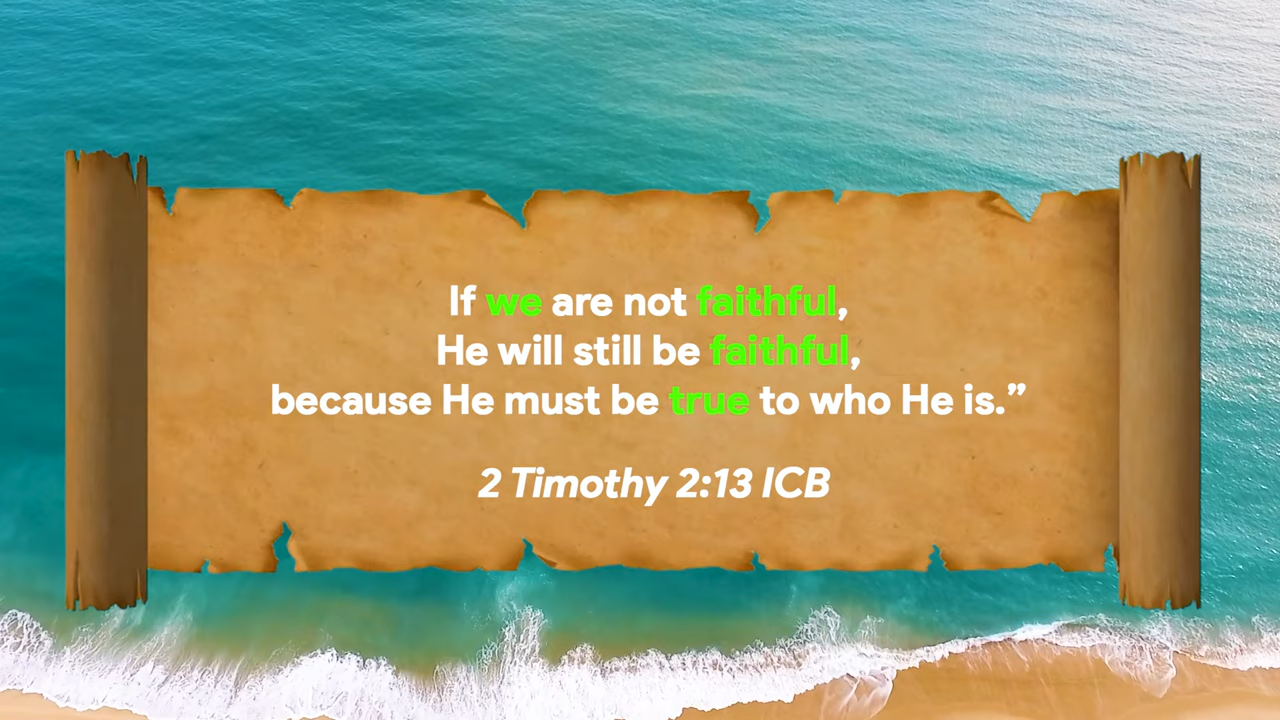 If we are not faithful,
He will still be faithful,
because He must be true to who He is.”
2 Timothy 2:13 ICB